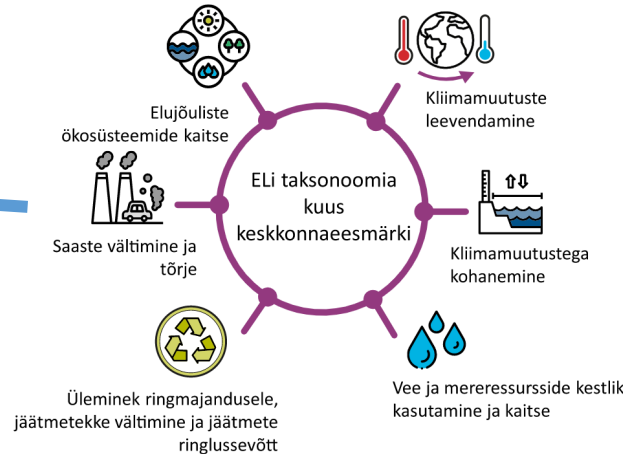 ELi taksonoomia
kuus
keskkonnaeesmärki
Kliimamuutuste
leevendamine
Kliimamuutustega
kohanemine
Vee ja mereressursside kestlik
kasutamine ja kaitse
Üleminek ringmajandusele,
jäätmetekke vältimine ja jäätmete
ringlussevõtt
Saaste vältimine ja
tõrje
Elujõuliste
ökosüsteemide kaitse